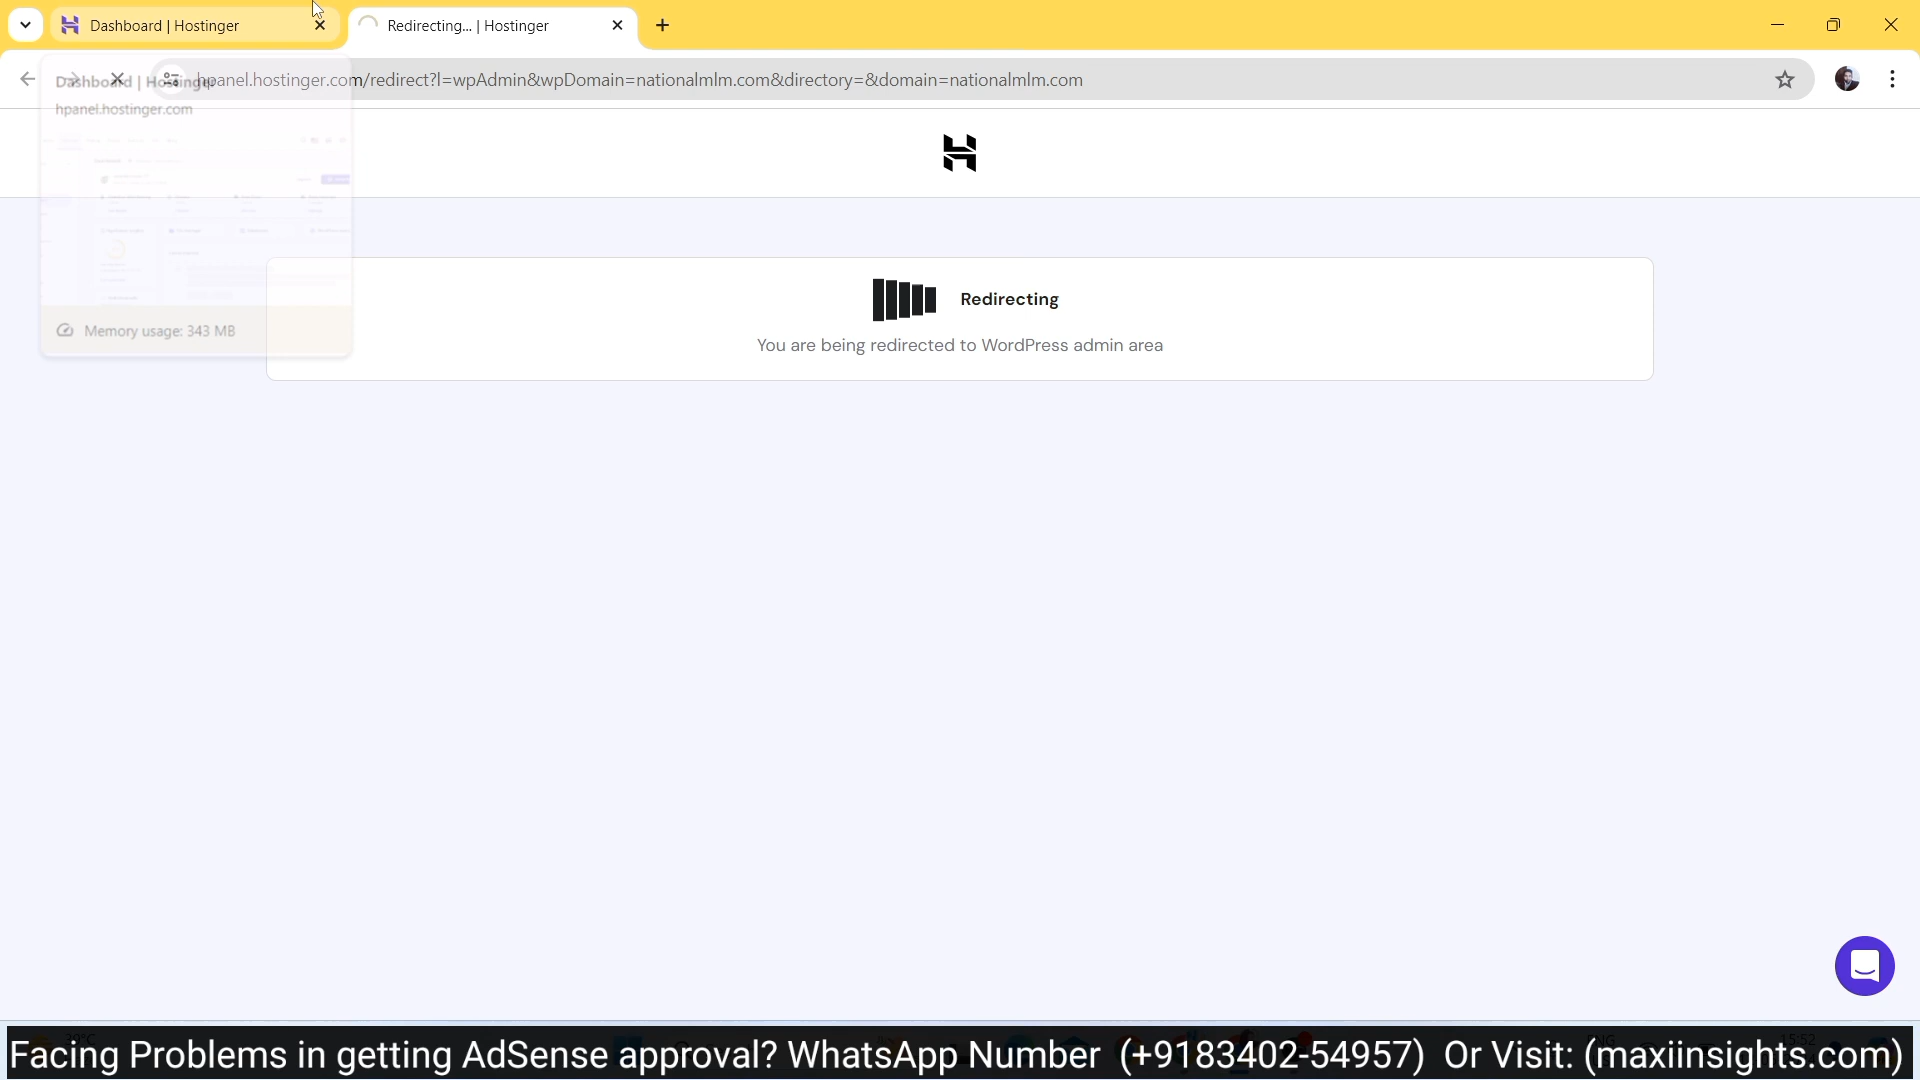 Dashboard | Hostinger
Redirecting... | Hostinger
hpanel.hostinger.com/redirect?l=wpAdmin&wpDomain=nationalmlm.com&directory=&domain=nationalmlm.com
Dashboard | Hostinger
hpanel.hostinger.com
Memory usage: 343 MB
Redirecting
You are being redirected to WordPress admin area
Facing Problems in getting AdSense approval? WhatsApp Number (+9183402-54957) Or Visit: (maxiinsights.com)